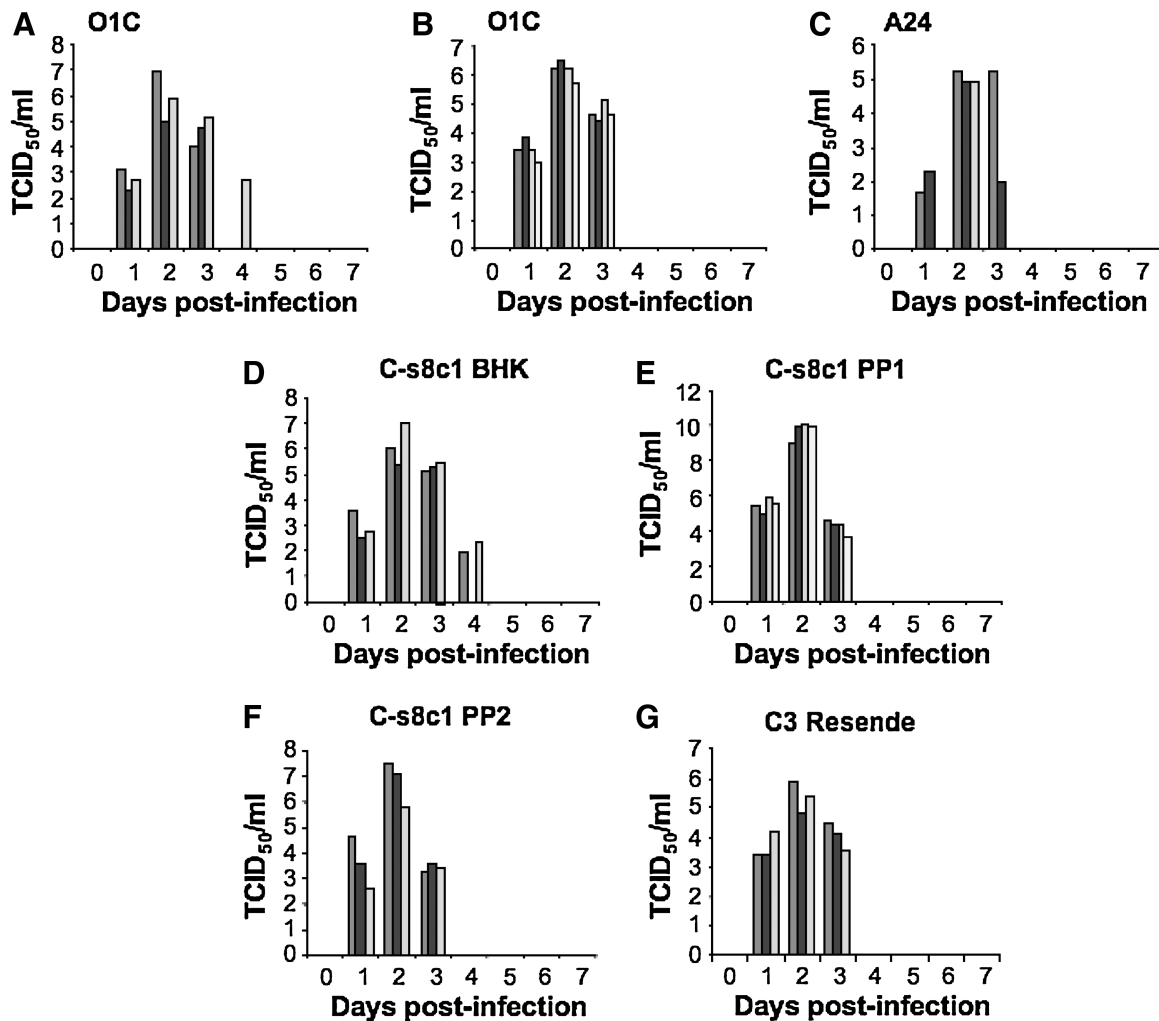 A O1C
8
7
6
5
4
3
2
1
0
TCID50/ml
0 1 2 3 4 5 6 7
Days post-infection
B O1C
7
6
5
4
3
2
1
0
TCID50/ml
0 1 2 3 4 5 6 7
Days post-infection
C A24
6
5
4
3
2
1
0
TCID50/ml
0 1 2 3 4 5 6 7
Days post-infection
D C-s8c1 BHK
8
7
6
5
4
3
2
1
0
TCID50/ml
0 1 2 3 4 5 6 7
Days post-infection
E C-s8c1 PP1
12
10
8
6
4
2
0
TCID50/ml
0 1 2 3 4 5 6 7
Days post-infection
F C-s8c1 PP2
8
7
6
5
4
3
2
1
0
TCID50/ml
0 1 2 3 4 5 6 7
Days post-infection
G C3 Resende
7
6
5
4
3
2
1
0
TCID50/ml
0 1 2 3 4 5 6 7
Days post-infection